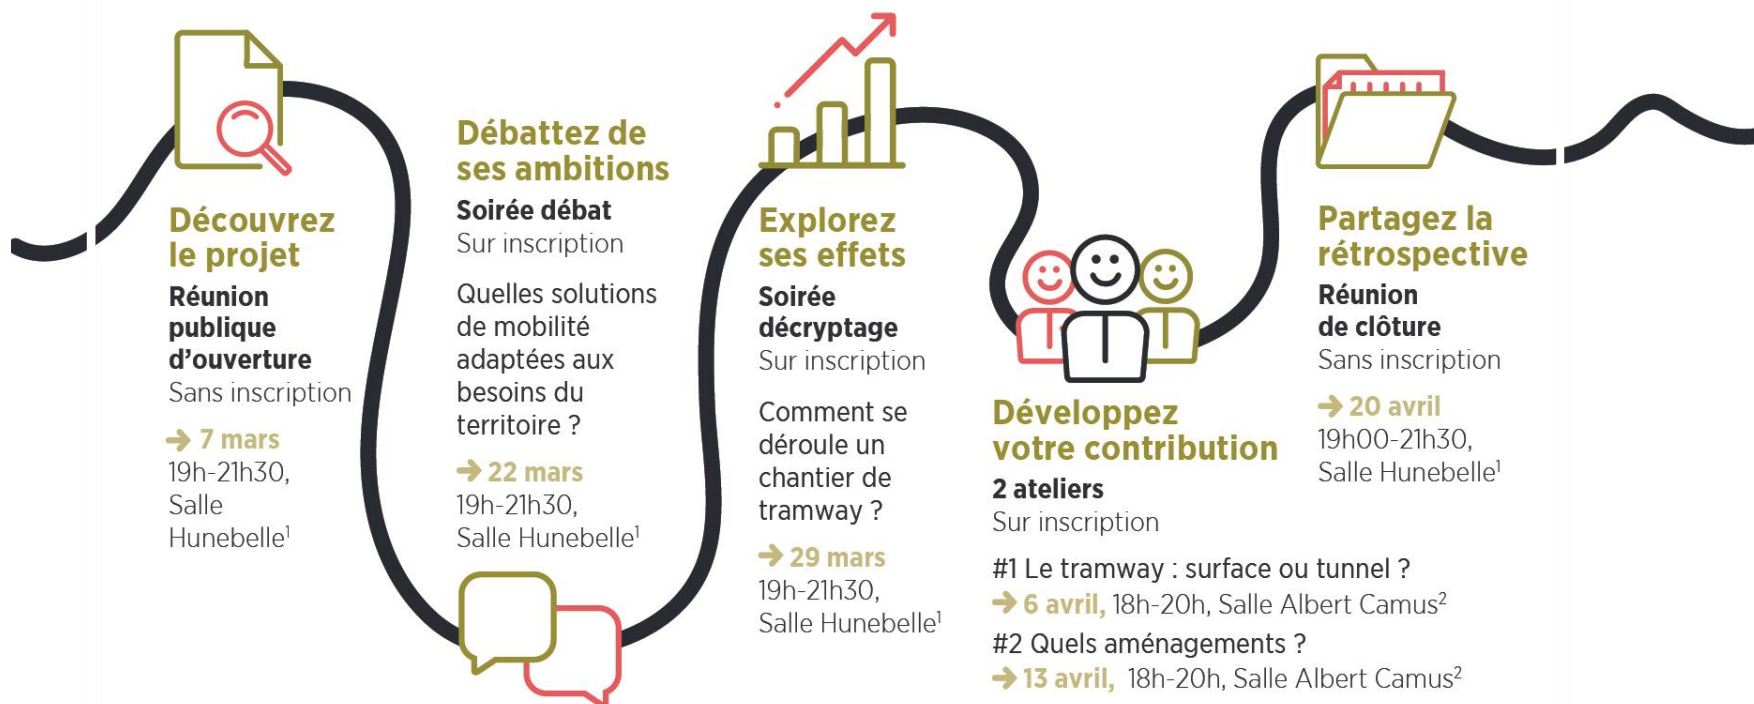 Découvrez
le projet
Réunion
publique
d'ouverture
Sans inscription
➔ 7 mars
19h-21h30,
Salle
Hunebelle¹
Débattez de
ses ambitions
Soirée débat
Sur inscription
Quelles solutions
de mobilité
adaptées aux
besoins du
territoire ?
➔ 22 mars
19h-21h30,
Salle Hunebelle¹
Explorez
ses effets
Soirée
décryptage
Sur inscription
Comment se
déroule un
chantier de
tramway ?
➔ 29 mars
19h-21h30,
Salle Hunebelle¹
Développez
votre contribution
2 ateliers
Sur inscription
#1 Le tramway : surface ou tunnel ?
➔ 6 avril, 18h-20h, Salle Albert Camus²
#2 Quels aménagements ?
➔ 13 avril, 18h-20h, Salle Albert Camus²
Partagez la
rétrospective
Réunion
de clôture
Sans inscription
➔ 20 avril
19h00-21h30,
Salle Hunebelle¹